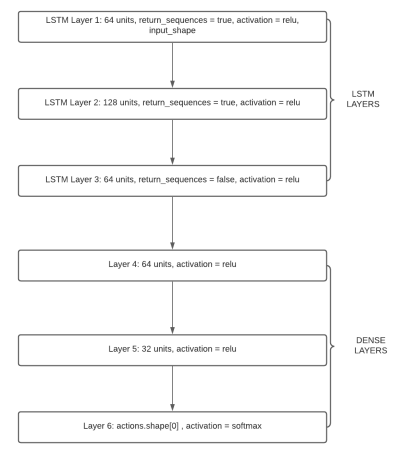 LSTM Layer 1: 64 units, return_sequences = true, activation = relu,
input_shape
LSTM Layer 2: 128 units, return_sequences = true, activation = relu
LSTM
LAYERS
LSTM Layer 3: 64 units, return_sequences = false, activation = relu
Layer 4: 64 units, activation = relu
Layer 5: 32 units, activation = relu
DENSE
LAYERS
Layer 6: actions.shape[0] , activation = softmax